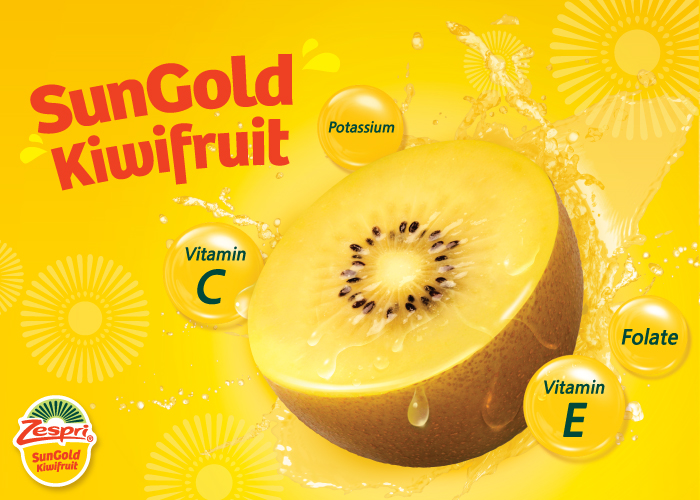 SunGold
Kiwifruit
Potassium
Vitamin
C
Folate
Vitamin
E
Zespri®
SunGold
Kiwifruit